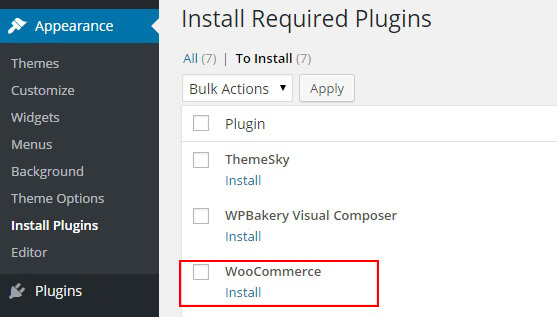 Appearance
Themes
Customize
Widgets
Menus
Background
Theme Options
Install Plugins
Editor
Plugins
Install Required Plugins
All (7) | To Install (7)
Bulk Actions
Apply
Plugin
ThemeSky
Install
WPBakery Visual Composer
Install
WooCommerce
Install